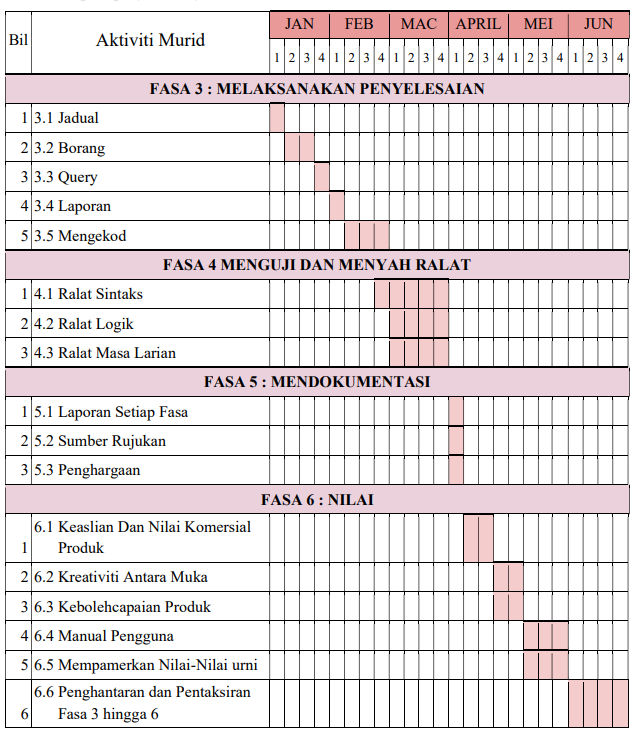 Bil Aktiviti Murid JAN FEB MAC APRIL MEI JUN
1 2 3 4 1 2 3 4 1 2 3 4 1 2 3 4 1 2 3 4 1 2 3 4
FASA 3 : MELAKSANAKAN PENYELESAIAN
1 3.1 Jadual
2 3.2 Borang
3 3.3 Query
4 3.4 Laporan
5 3.5 Mengekod
FASA 4 MENGUJI DAN MENYAH RALAT
1 4.1 Ralat Sintaks
2 4.2 Ralat Logik
3 4.3 Ralat Masa Larian
FASA 5 : MENDOKUMENTASI
1 5.1 Laporan Setiap Fasa
2 5.2 Sumber Rujukan
3 5.3 Penghargaan
FASA 6 : NILAI
6.1 Keaslian Dan Nilai Komersial
1 Produk
2 6.2 Kreativiti Antara Muka
3 6.3 Kebolehcapaian Produk
4 6.4 Manual Pengguna
5 6.5 Mempamerkan Nilai-Nilai urni
6.6 Penghantaran dan Pentaksiran
6 Fasa 3 hingga 6